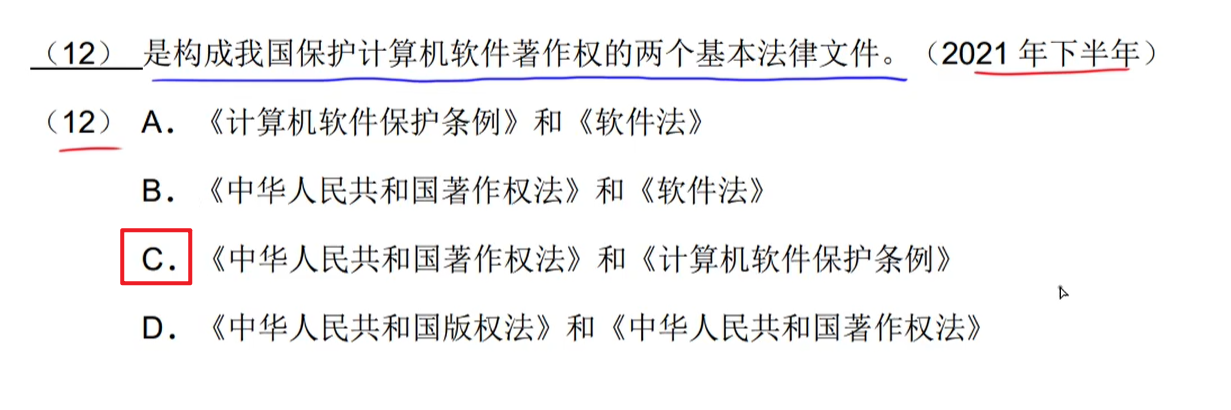 （12） 是构成我国保护计算机软件著作权的两个基本法律文件。（2021 年下半年）
（12） A．《计算机软件保护条例》和《软件法》
B．《中华人民共和国著作权法》和《软件法》
C．《中华人民共和国著作权法》和《计算机软件保护条例》
D．《中华人民共和国版权法》和《中华人民共和国著作权法》